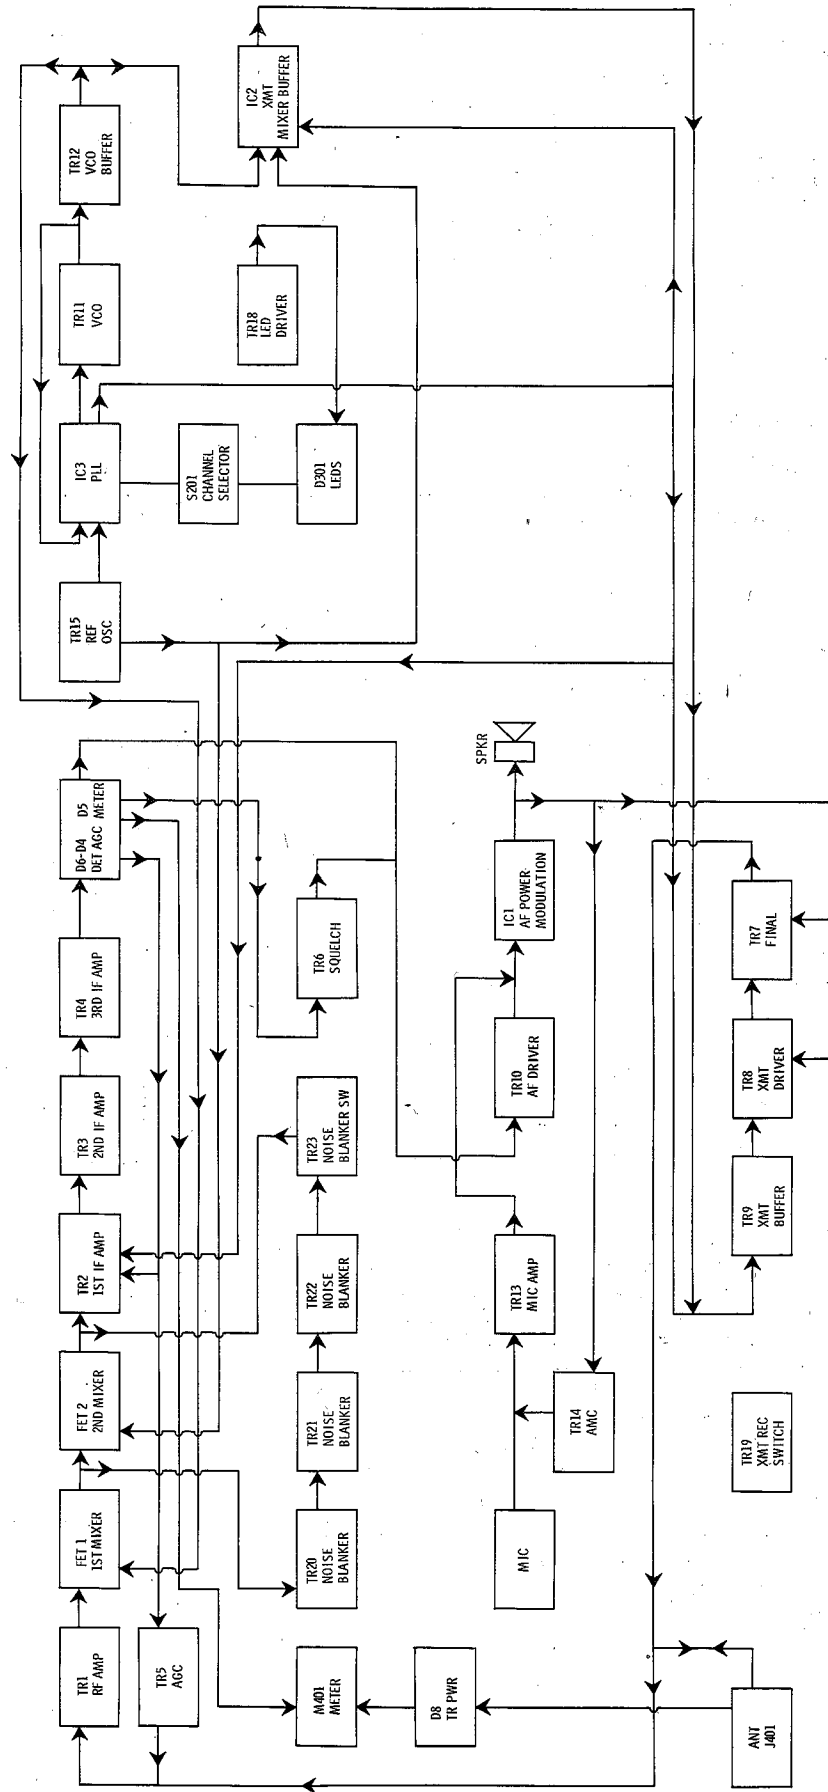 TR1
RF AMP
FET 1
1ST MIXER
FET 2
2ND MIXER
TR2
1ST IF AMP
TR3
2ND IF AMP
TR4
3RD IF AMP
D6-D4 D5
DET AGC METER
TR15
REF
OSC
IC3
PLL
TR11
VCO
TR12
VCO
BUFFER
TR5
AGC
S201
CHANNEL
SELECTOR
TR18
LED
DRIVER
IC2
XMT
MIXER BUFFER
M401
METER
TR20
NOISE
BLANKER
TR21
NOISE
BLANKER
TR22
NOISE
BLANKER
TR23
NOISE
BLANKER SW
TR6
SQUELCH
D301
LEDS
D8
TR PWR
MIC
TR13
MIC AMP
TR10
AF DRIVER
IC1
AF POWER-
MODULATION
SPKR
TR14
AMC
ANT
J401
TR19
XMT REC
SWITCH
TR9
XMT
BUFFER
TR8
XMT
DRIVER
TR7
FINAL